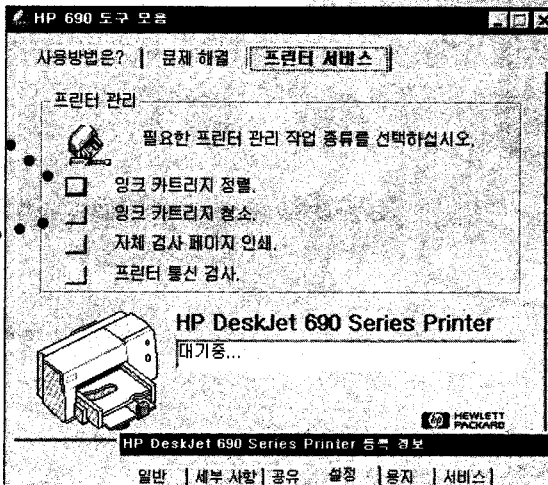 HP 690 도구 모음
사용방법은? 문제 해결 프린터 서비스
프린터 관리
필요한 프린터 관리 작업 종류를 선택하십시오.
잉크 카트리지 정렬.
잉크 카트리지 청소.
자체 검사 페이지 인쇄.
프린터 통신 검사.
HP DeskJet 690 Series Printer
대기중...
hp HEWLETT
PACKARD
HP DeskJet 690 Series Printer 등록 정보
일반 세부 사항 공유 설정 용지 서비스